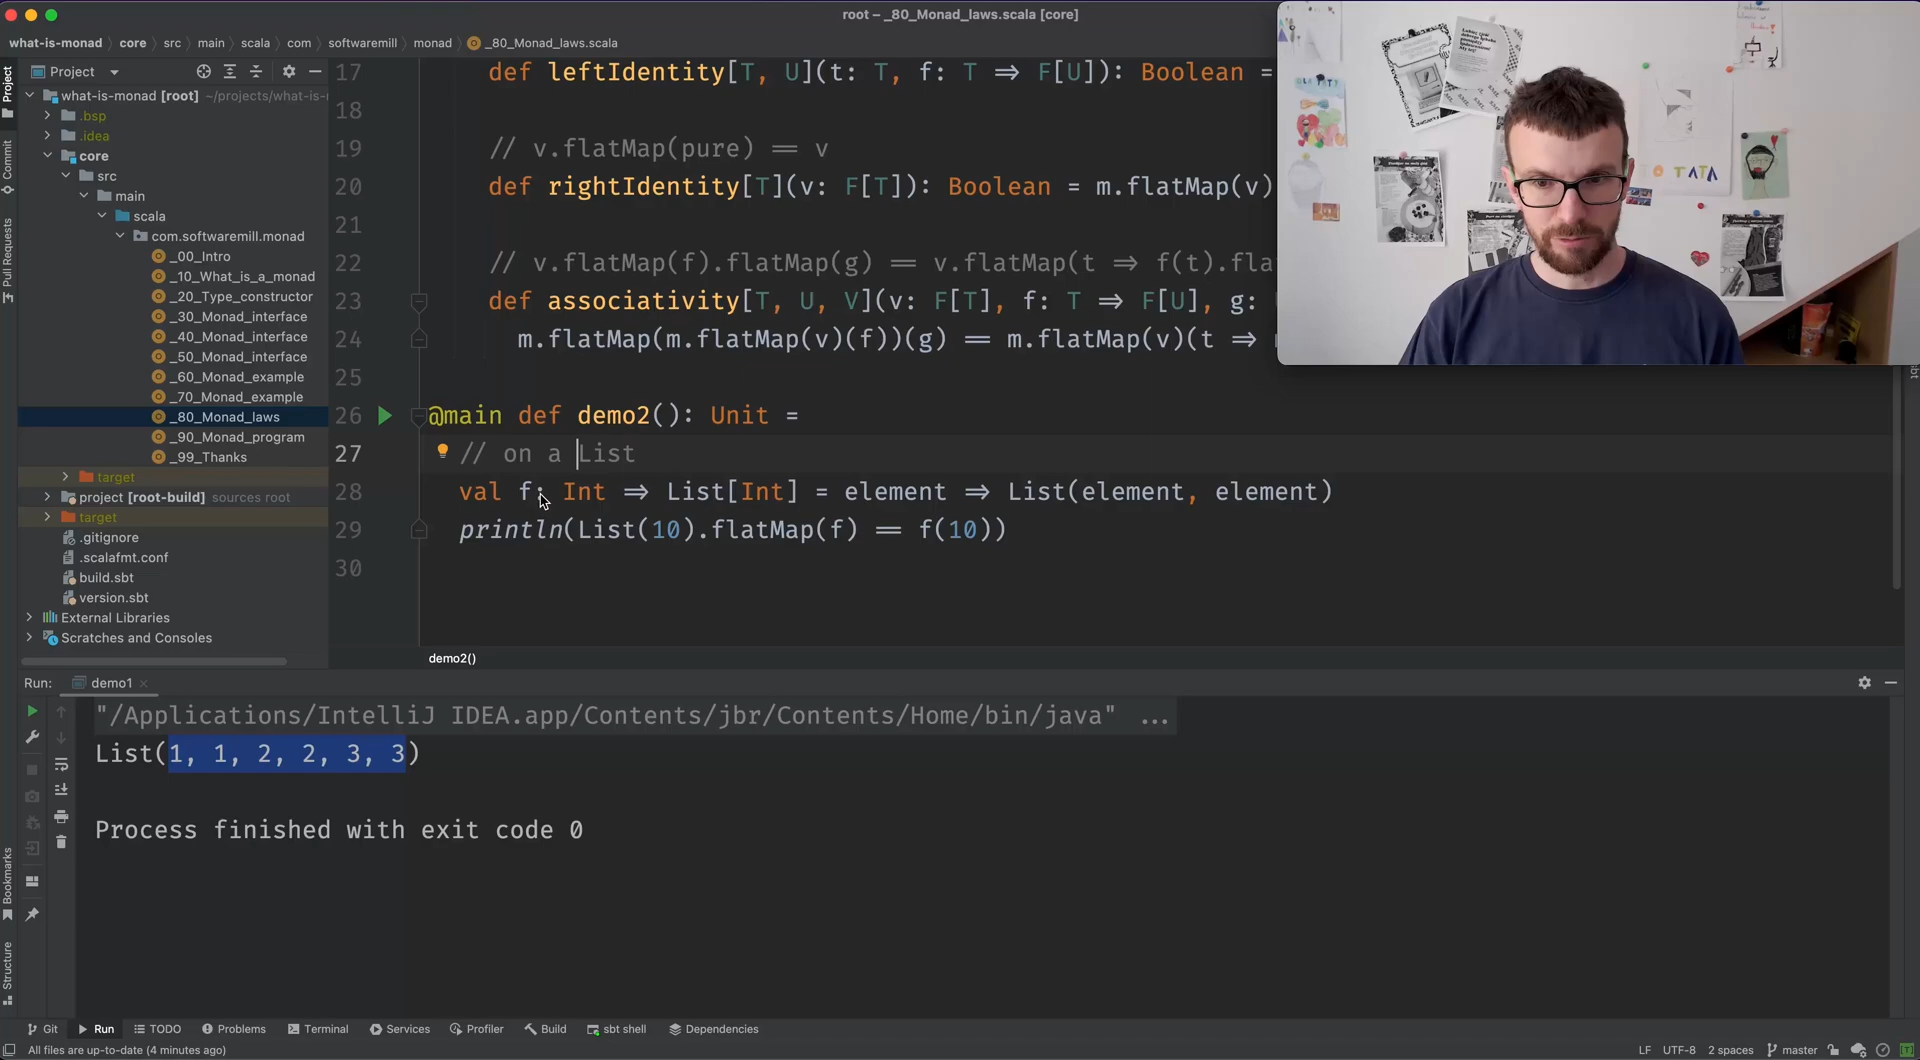 root – _80_Monad_laws.scala [core]
what-is-monad › core › src › main › scala › com › softwaremill › monad › _80_Monad_laws.scala
Project
what-is-monad [root] ~/projects/what-is-
.bsp
.idea
core
src
main
scala
com.softwaremill.monad
_00_Intro
_10_What_is_a_monad
_20_Type_constructor
_30_Monad_interface
_40_Monad_interface
_50_Monad_interface
_60_Monad_example
_70_Monad_example
_80_Monad_laws
_90_Monad_program
_99_Thanks
target
project [root-build] sources root
target
.gitignore
.scalafmt.conf
build.sbt
version.sbt
External Libraries
Scratches and Consoles
Project
Commit
Pull Requests
Bookmarks
Structure
17 def leftIdentity[T, U](t: T, f: T ⇒ F[U]): Boolean =
18
19 // v.flatMap(pure) == v
20 def rightIdentity[T](v: F[T]): Boolean = m.flatMap(v)
21
22 // v.flatMap(f).flatMap(g) == v.flatMap(t ⇒ f(t).fla
23 def associativity[T, U, V](v: F[T], f: T ⇒ F[U], g:
24 m.flatMap(m.flatMap(v)(f))(g) == m.flatMap(v)(t ⇒
25
26 @main def demo2(): Unit =
27 // on a List
28 val f: Int ⇒ List[Int] = element ⇒ List(element, element)
29 println(List(10).flatMap(f) == f(10))
30
demo2()
TATA
sbt
Run: demo1
"/Applications/IntelliJ IDEA.app/Contents/jbr/Contents/Home/bin/java" ...
List(1, 1, 2, 2, 3, 3)
Process finished with exit code 0
Git Run TODO Problems Terminal Services Profiler Build sbt shell Dependencies
All files are up-to-date (4 minutes ago)
LF UTF-8 2 spaces master